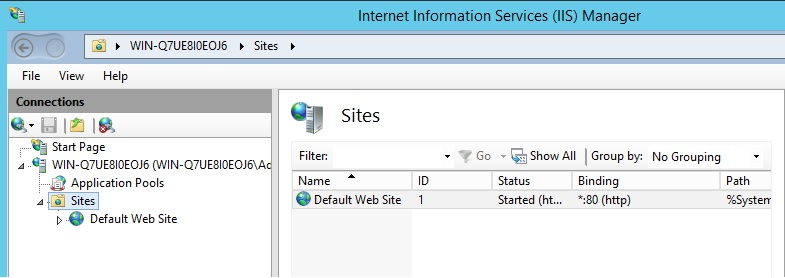 Internet Information Services (IIS) Manager
WIN-Q7UE8I0EOJ6 Sites
File View Help
Connections
Start Page
WIN-Q7UE8I0EOJ6 (WIN-Q7UE8I0EOJ6\Ad
Application Pools
Sites
Default Web Site
Sites
Filter: Go Show All Group by: No Grouping
Name ID Status Binding Path
Default Web Site 1 Started (ht... *:80 (http) %System